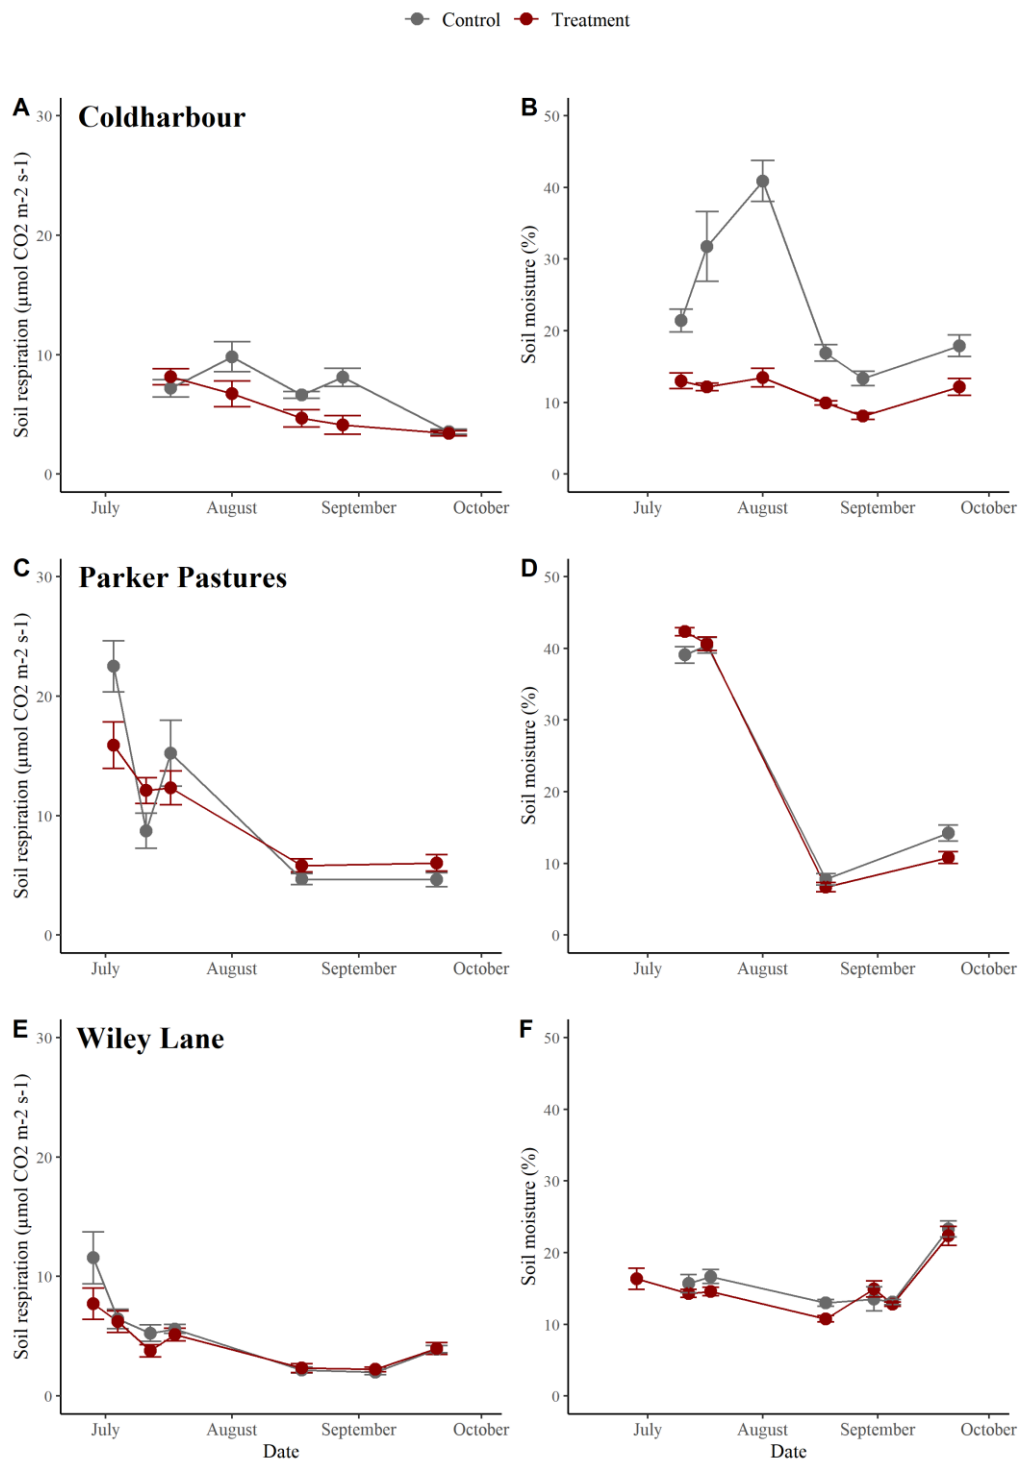 Control Treatment
A Coldharbour
Soil respiration (µmol CO2 m-2 s-1)
30
20
10
0
July August September October
B
Soil moisture (%)
50
40
30
20
10
0
July August September October
C Parker Pastures
Soil respiration (µmol CO2 m-2 s-1)
30
20
10
0
July August September October
D
Soil moisture (%)
50
40
30
20
10
0
July August September October
E Wiley Lane
Soil respiration (µmol CO2 m-2 s-1)
30
20
10
0
July August September October
Date
F
Soil moisture (%)
50
40
30
20
10
0
July August September October
Date